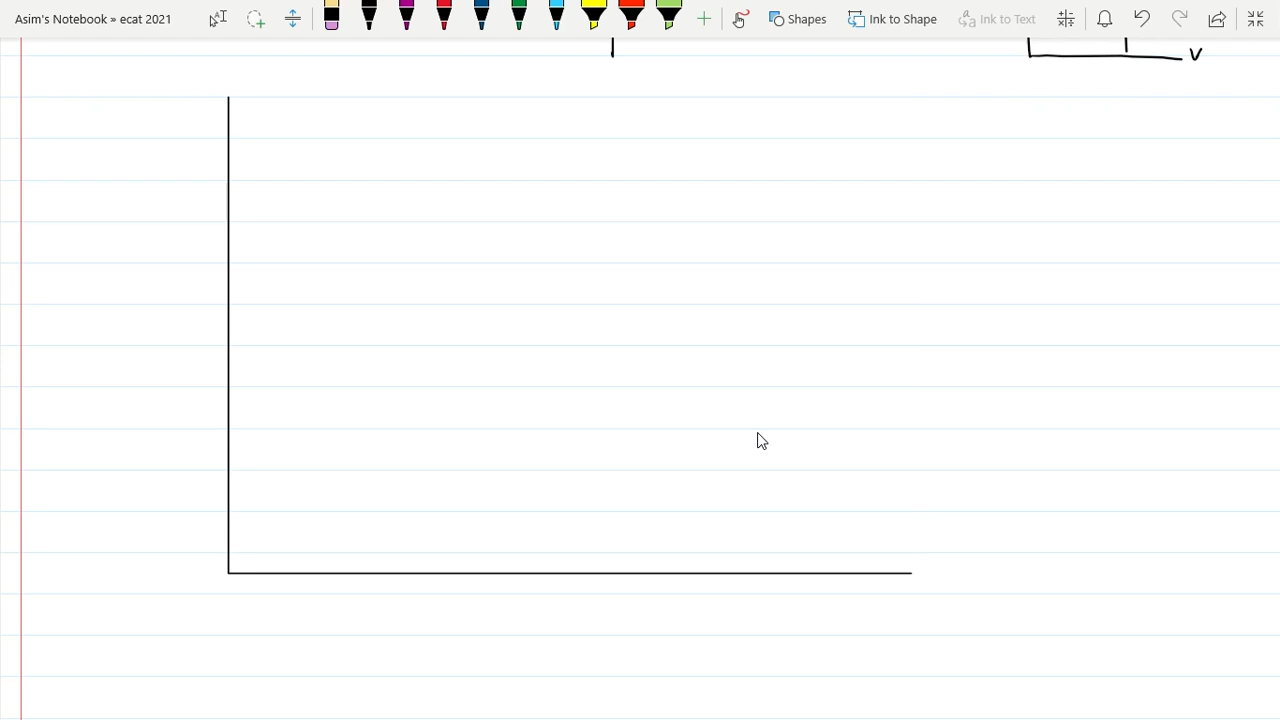 Asim's Notebook » ecat 2021
Shapes
Ink to Shape
Ink to Text
V